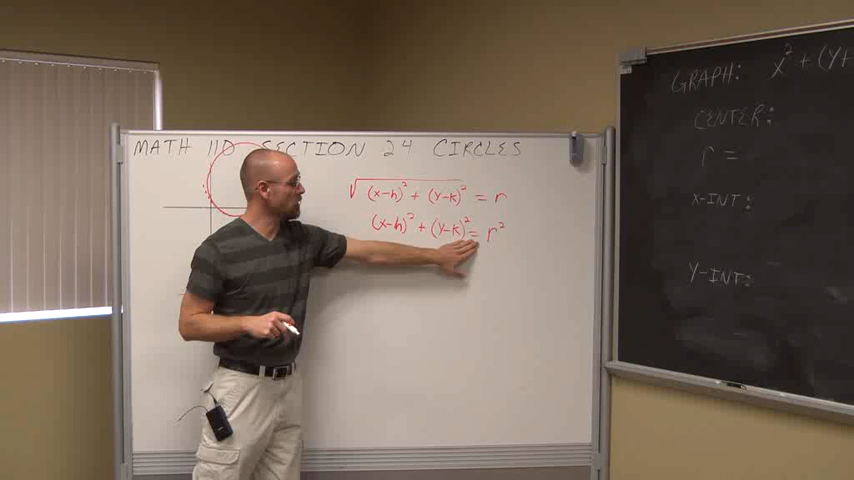 MATH 110 SECTION 2.4 CIRCLES
√(x-h)² + (y-k)² = r
(x-h)² + (y-k)² = r²
GRAPH: x² + (y+
CENTER:
r =
X-INT:
Y-INT: